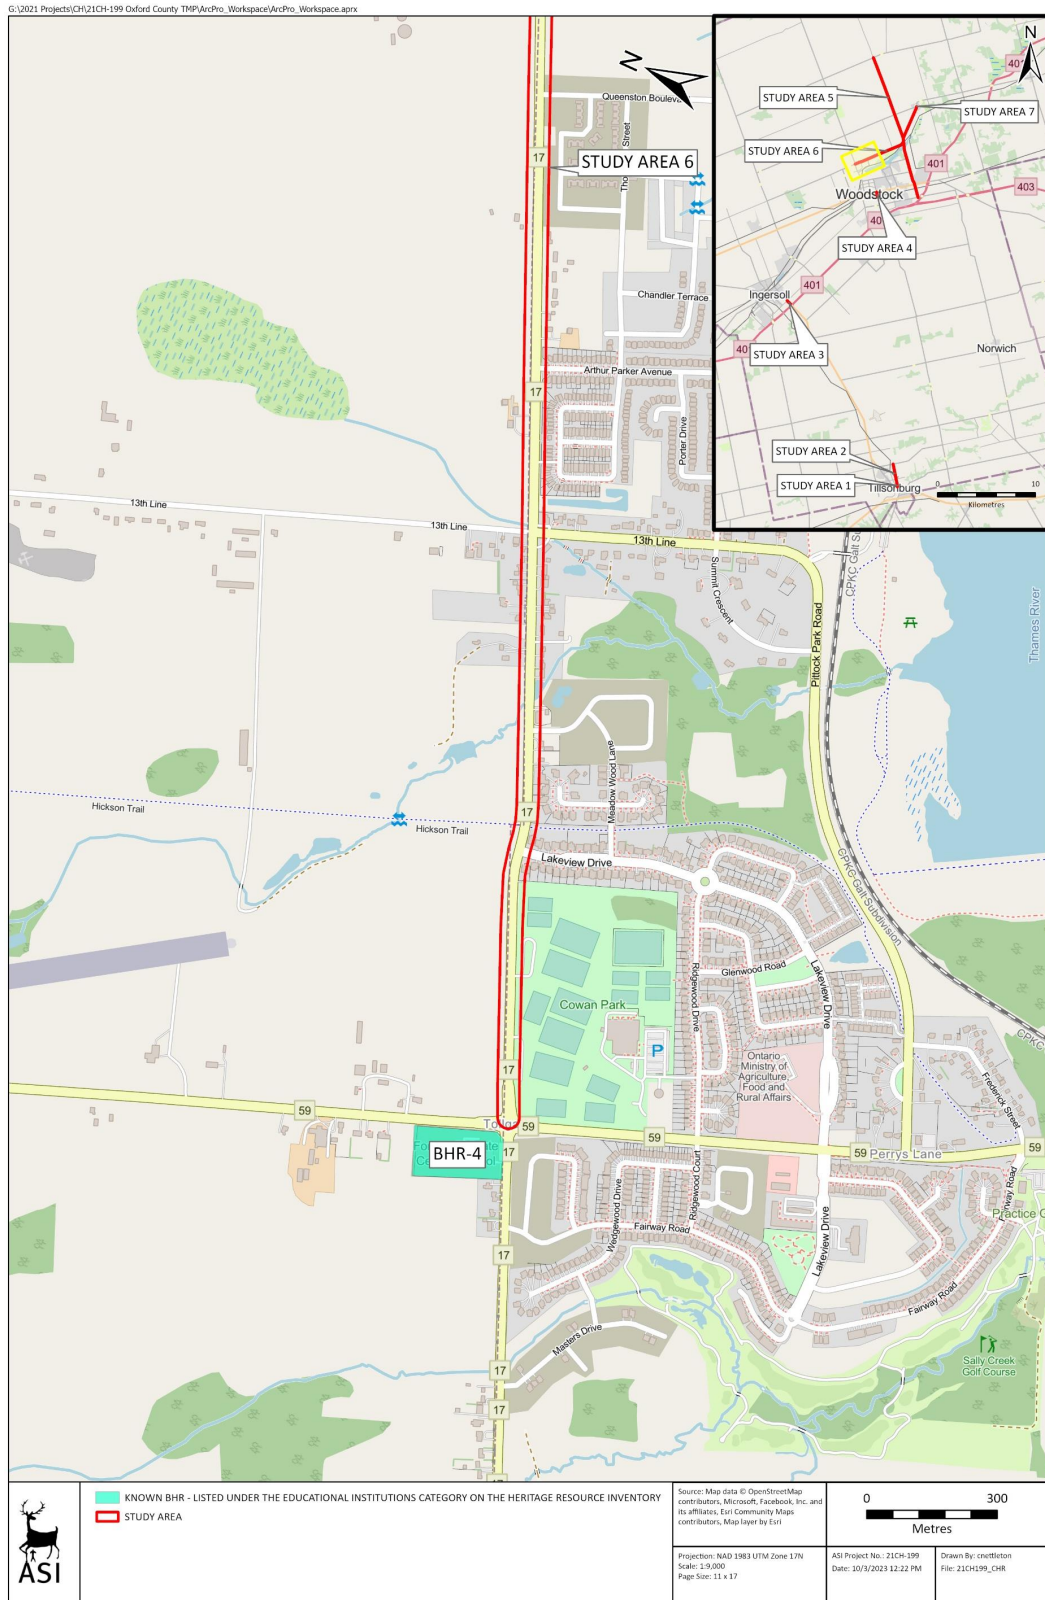 G:\2021 Projects\CH\21CH-199 Oxford County TMP\ArcPro_Workspace\ArcPro_Workspace.aprx
N
Queenston
17
STUDY AREA 6
Street
Chandler Terrace
Arthur Parker Avenue
17
Porter Drive
13th Line
13th Line
13th Line
Summit Crescent
Pittock Park Road
CPKC Galt
Thames River
Meadow Wood Lane
Hickson Trail
17
Hickson Trail
Lakeview Drive
CPKC Galt Subdivision
Ridgewood Drive
Glenwood Road
Lakeview Drive
Cowan Park
P
Ontario
Ministry of
Agriculture,
Food and
Rural Affairs
CPKC
Frederick Street
17
59
59
59
59
Perrys Lane
59
BHR-4
17
Wedgewood Drive
Ridgewood Court
Fairway Road
Fairway Road
Practice
Lakeview Drive
17
Fairway Road
Masters Drive
Sally Creek
Golf Course
17
17
17
N
401
STUDY AREA 5
STUDY AREA 7
STUDY AREA 6
401
403
Woodstock
40
STUDY AREA 4
401
Ingersoll
40
STUDY AREA 3
Norwich
STUDY AREA 2
STUDY AREA 1
Tillsonburg
0 10
Kilometres
ASI
KNOWN BHR - LISTED UNDER THE EDUCATIONAL INSTITUTIONS CATEGORY ON THE HERITAGE RESOURCE INVENTORY
STUDY AREA
Source: Map data © OpenStreetMap
contributors, Microsoft, Facebook, Inc. and
its affiliates, Esri Community Maps
contributors, Map layer by Esri
0 300
Metres
Projection: NAD 1983 UTM Zone 17N
Scale: 1:9,000
Page Size: 11 x 17
ASI Project No.: 21CH-199
Date: 10/3/2023 12:22 PM
Drawn By: cnettleton
File: 21CH199_CHR